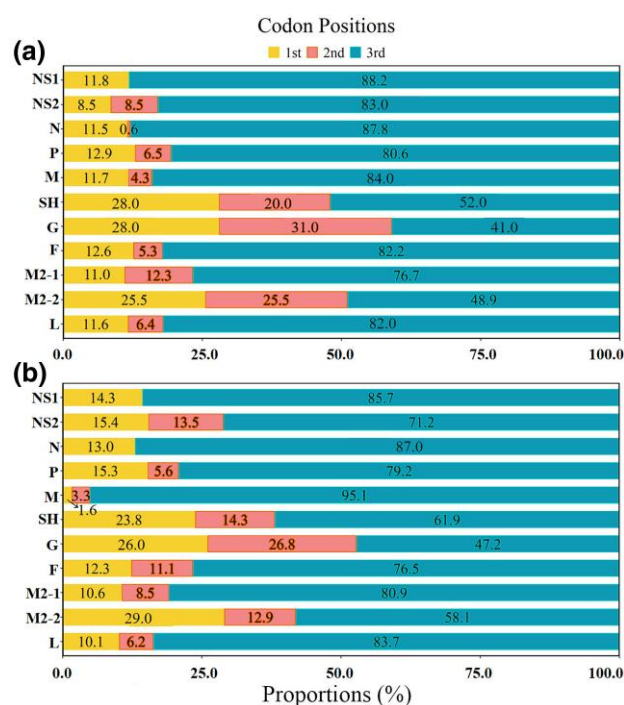 Codon Positions
1st 2nd 3rd
(a)
NS1 11.8 88.2
NS2 8.5 8.5 83.0
N 11.5 0.6 87.8
P 12.9 6.5 80.6
M 11.7 4.3 84.0
SH 28.0 20.0 52.0
G 28.0 31.0 41.0
F 12.6 5.3 82.2
M2-1 11.0 12.3 76.7
M2-2 25.5 25.5 48.9
L 11.6 6.4 82.0
0.0 25.0 50.0 75.0 100.0
(b)
NS1 14.3 85.7
NS2 15.4 13.5 71.2
N 13.0 87.0
P 15.3 5.6 79.2
M 3.3 95.1
1.6
SH 23.8 14.3 61.9
G 26.0 26.8 47.2
F 12.3 11.1 76.5
M2-1 10.6 8.5 80.9
M2-2 29.0 12.9 58.1
L 10.1 6.2 83.7
0.0 25.0 50.0 75.0 100.0
Proportions (%)